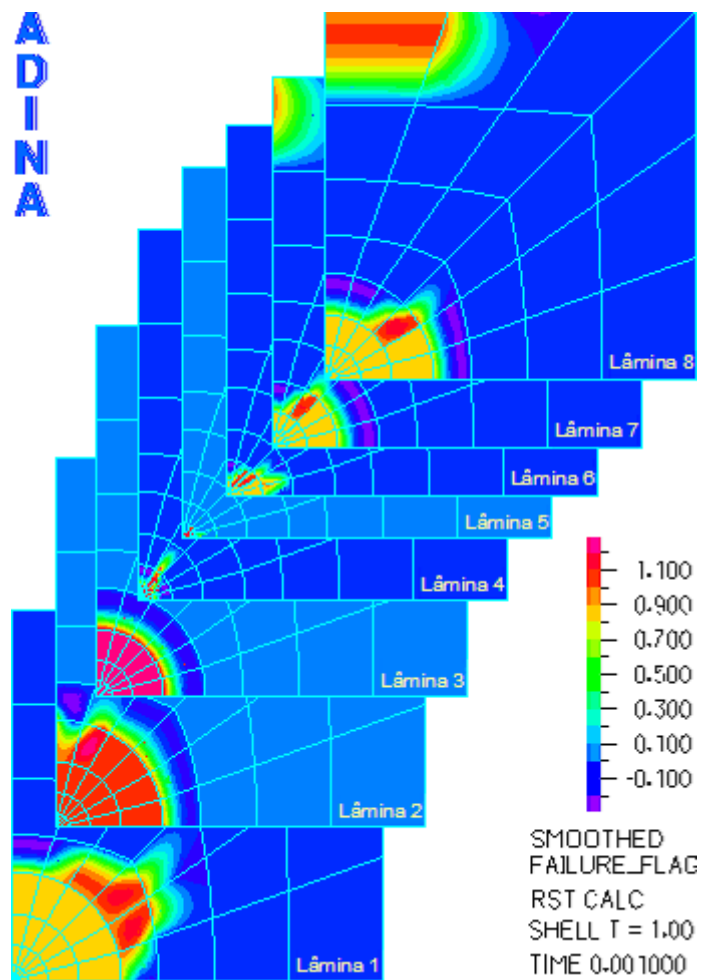 ADINA
Lâmina 8
Lâmina 7
Lâmina 6
Lâmina 5
Lâmina 4
Lâmina 3
Lâmina 2
Lâmina 1
1.100
0.900
0.700
0.500
0.300
0.100
-0.100
SMOOTHED
FAILURE_FLAG
RST CALC
SHELL T = 1.00
TIME 0.001000